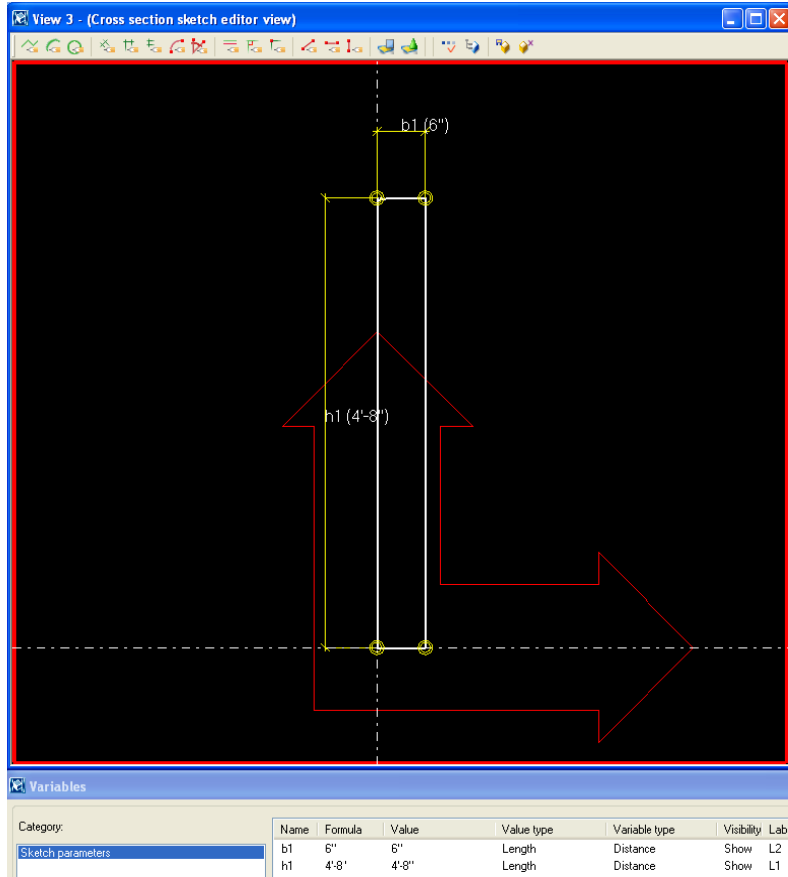 View 3 - (Cross section sketch editor view)
b1 (6")
h1 (4'-8")
Variables
Category:
Name Formula Value Value type Variable type Visibility Lab
Sketch parameters
b1 6" 6" Length Distance Show L2
h1 4'-8' 4'-8" Length Distance Show L1